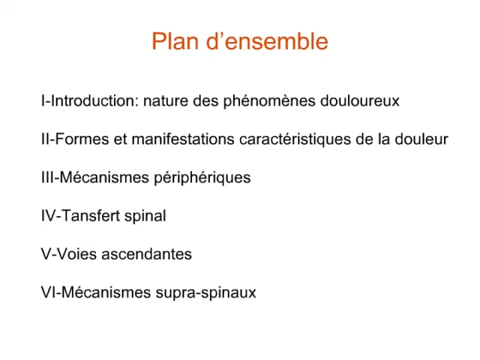 Plan d’ensemble
I-Introduction: nature des phénomènes douloureux
II-Formes et manifestations caractéristiques de la douleur
III-Mécanismes périphériques
IV-Tansfert spinal
V-Voies ascendantes
VI-Mécanismes supra-spinaux